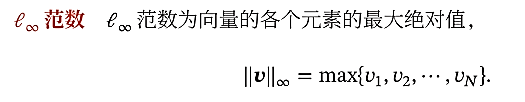 ℓ∞ 范数 ℓ∞ 范数为向量的各个元素的最大绝对值，
‖𝒗‖∞ = max{v₁, v₂, ⋯, v_N}.